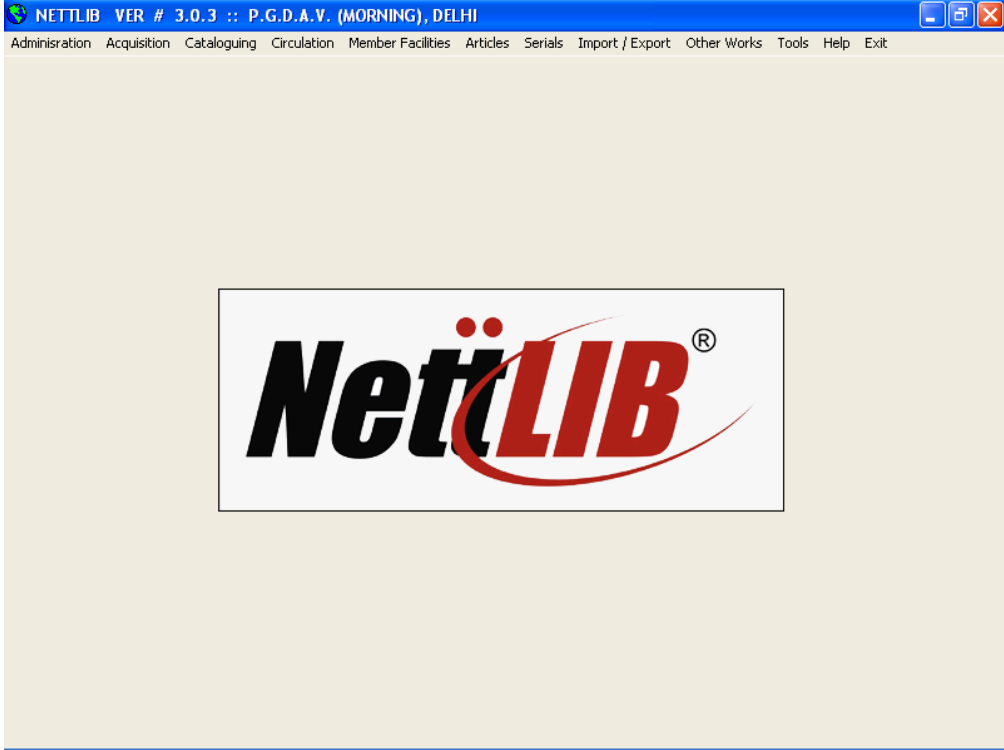 NETTLIB VER # 3.0.3 :: P.G.D.A.V. (MORNING), DELHI
Adminisration Acquisition Cataloguing Circulation Member Facilities Articles Serials Import / Export Other Works Tools Help Exit
NettLIB®